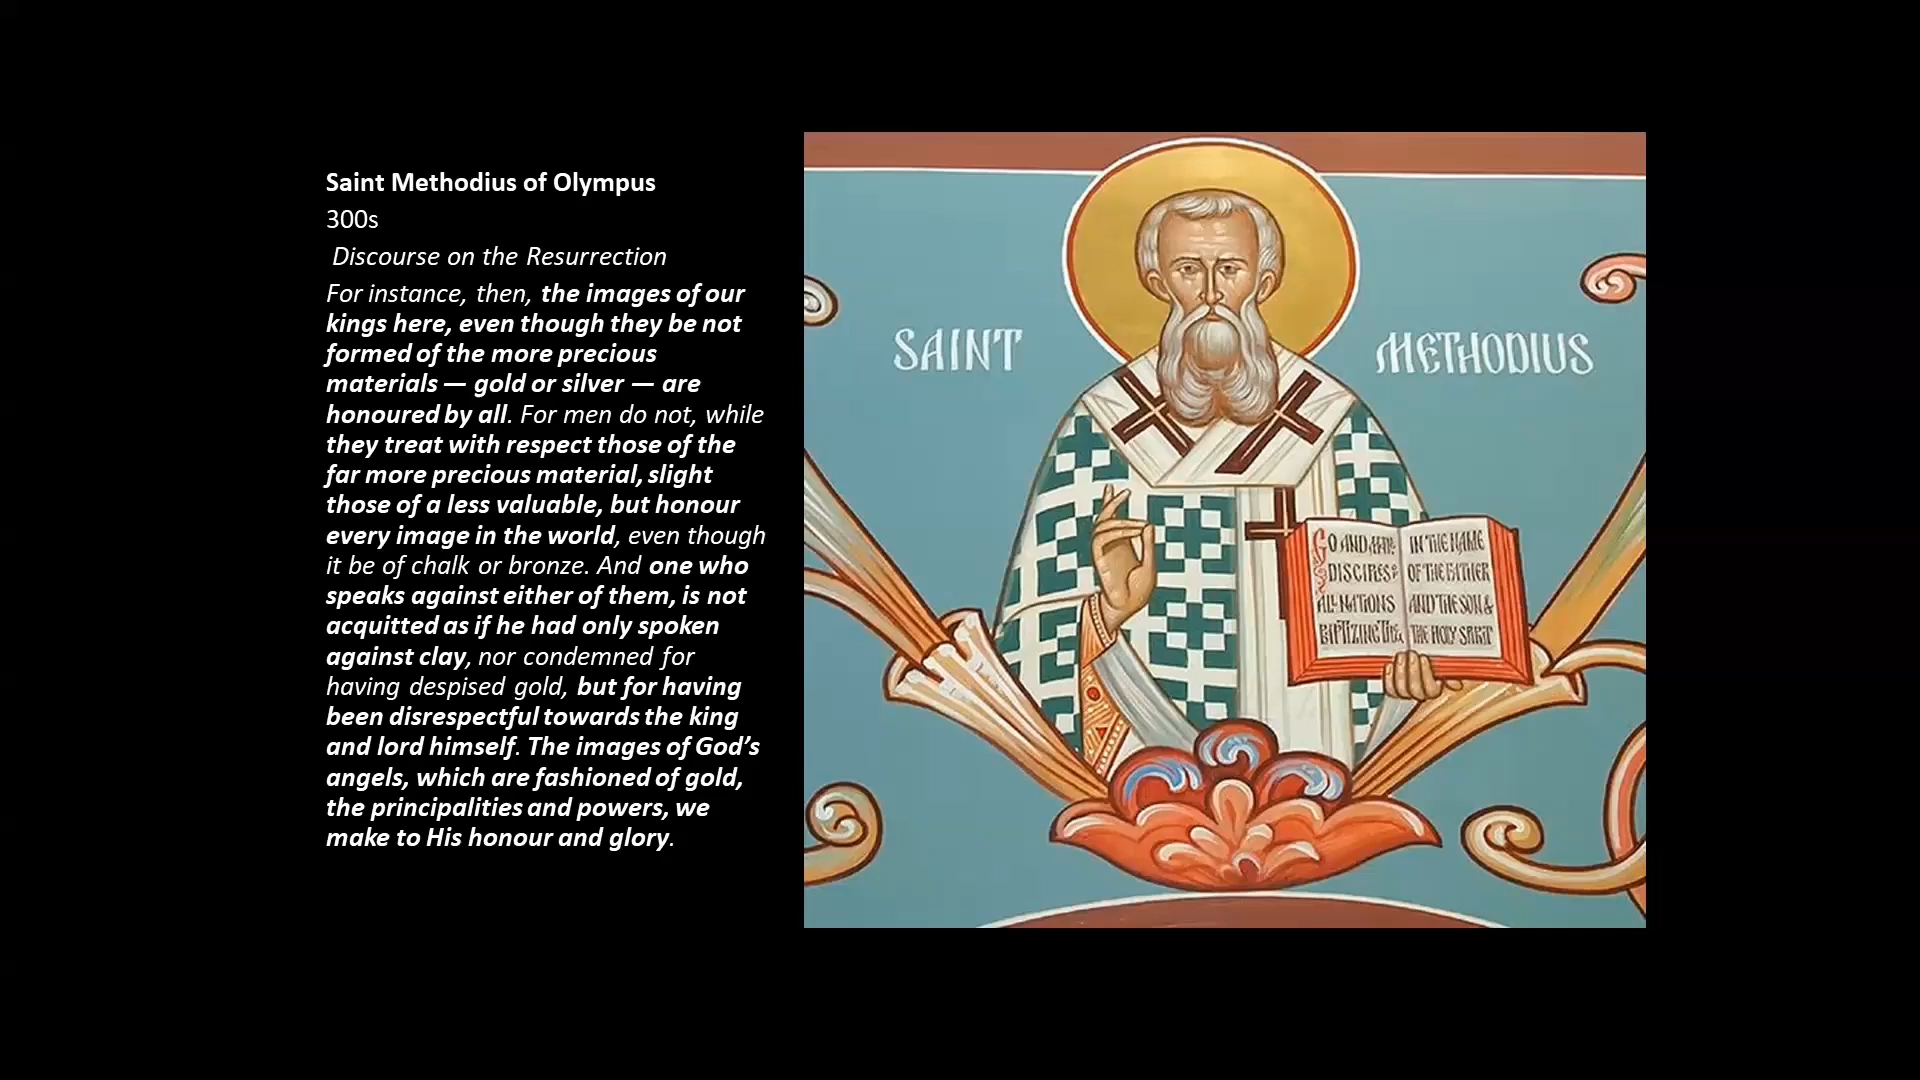 Saint Methodius of Olympus
300s
Discourse on the Resurrection
For instance, then, the images of our
kings here, even though they be not
formed of the more precious
materials — gold or silver — are
honoured by all. For men do not, while
they treat with respect those of the
far more precious material, slight
those of a less valuable, but honour
every image in the world, even though
it be of chalk or bronze. And one who
speaks against either of them, is not
acquitted as if he had only spoken
against clay, nor condemned for
having despised gold, but for having
been disrespectful towards the king
and lord himself. The images of God’s
angels, which are fashioned of gold,
the principalities and powers, we
make to His honour and glory.
SAINT METHODIUS
GO AND
DISCIPLES
ALL NATIONS
BAPTIZING
IN THE NAME
OF THE FATHER
AND THE SON &
THE HOLY SPIRIT